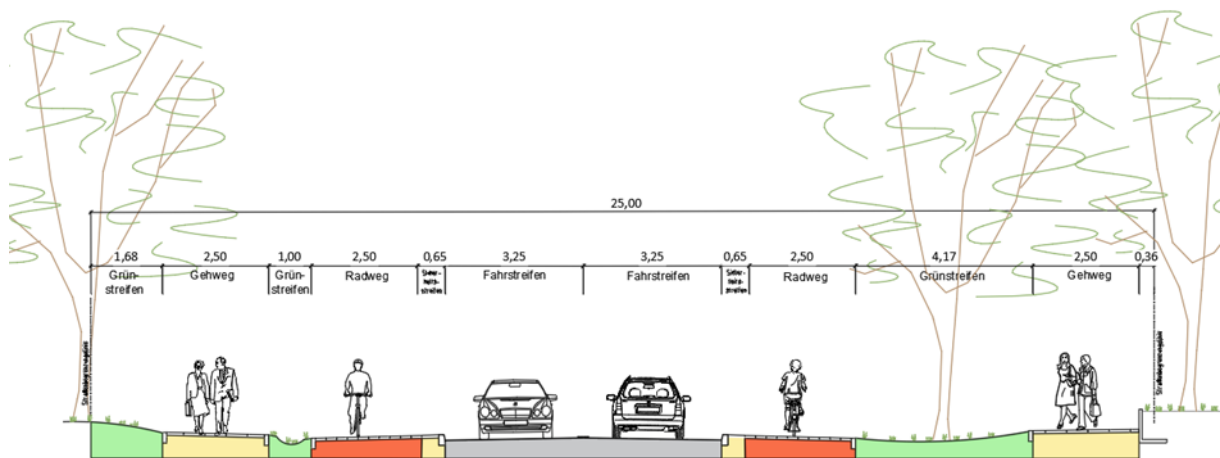 25,00
1,68 2,50 1,00 2,50 0,65 3,25 3,25 0,65 2,50 4,17 2,50 0,36
Grün- Gehweg Grün- Radweg Fahrstreifen Fahrstreifen Radweg Grünstreifen Gehweg
streifen streifen